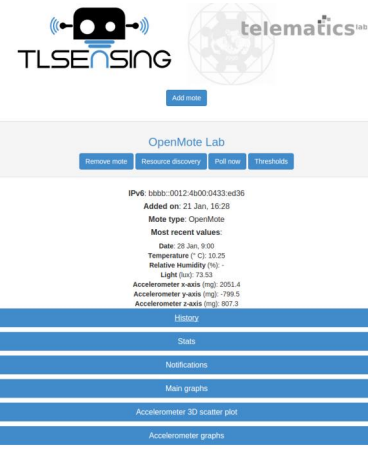 TLSENSING
telematics lab
Add mote
OpenMote Lab
Remove mote Resource discovery Poll now Thresholds
IPv6: bbbb::0012:4b00:0433:ed36
Added on: 21 Jan, 16:28
Mote type: OpenMote
Most recent values:
Date: 28 Jan, 9:00
Temperature (° C): 10.25
Relative Humidity (%): -
Light (lux): 73.53
Accelerometer x-axis (mg): 2051.4
Accelerometer y-axis (mg): -799.5
Accelerometer z-axis (mg): 807.3
History
Stats
Notifications
Main graphs
Accelerometer 3D scatter plot
Accelerometer graphs